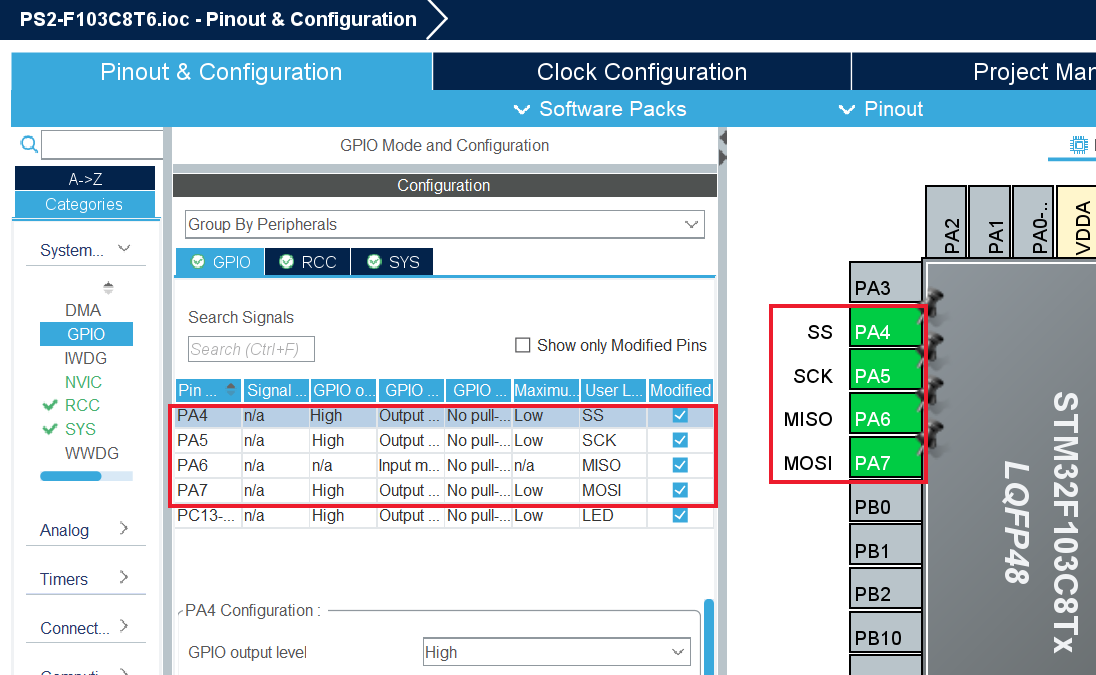 PS2-F103C8T6.ioc - Pinout & Configuration
Pinout & Configuration
Clock Configuration
Project Mar
Software Packs
Pinout
GPIO Mode and Configuration
Configuration
A->Z
Categories
Group By Peripherals
System...
GPIO
RCC
SYS
DMA
GPIO
IWDG
NVIC
RCC
SYS
WWDG
Analog
Timers
Connect...
Computi
Search Signals
Search (Ctrl+F)
Show only Modified Pins
Pin ... Signal ... GPIO o... GPIO ... GPIO ... Maximu... User L... Modified
PA4 n/a High Output ... No pull-... Low SS
PA5 n/a High Output ... No pull-... Low SCK
PA6 n/a n/a Input m... No pull-... n/a MISO
PA7 n/a High Output ... No pull-... Low MOSI
PC13-... n/a High Output ... No pull-... Low LED
PA4 Configuration :
GPIO output level
High
PA2
PA1
PA0-..
VDDA
PA3
SS PA4
SCK PA5
MISO PA6
MOSI PA7
PB0
PB1
PB2
PB10
STM32F103C8Tx
LQFP48